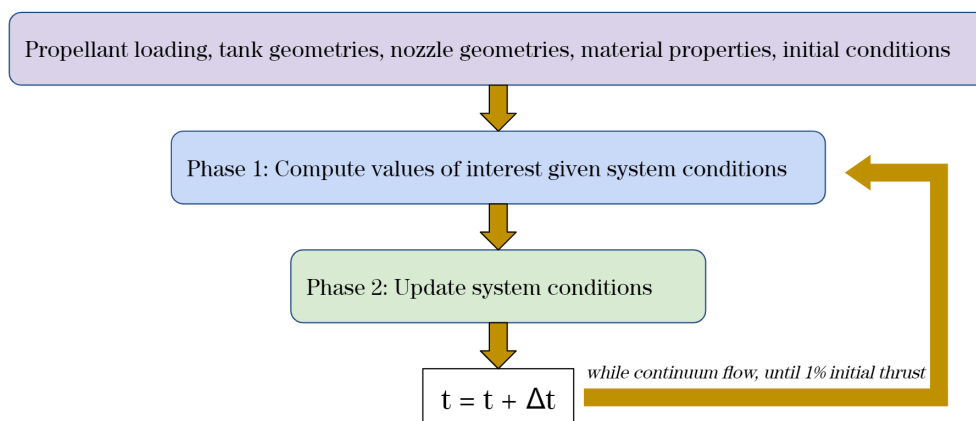 Propellant loading, tank geometries, nozzle geometries, material properties, initial conditions
Phase 1: Compute values of interest given system conditions
Phase 2: Update system conditions
while continuum flow, until 1% initial thrust
t = t + Δt